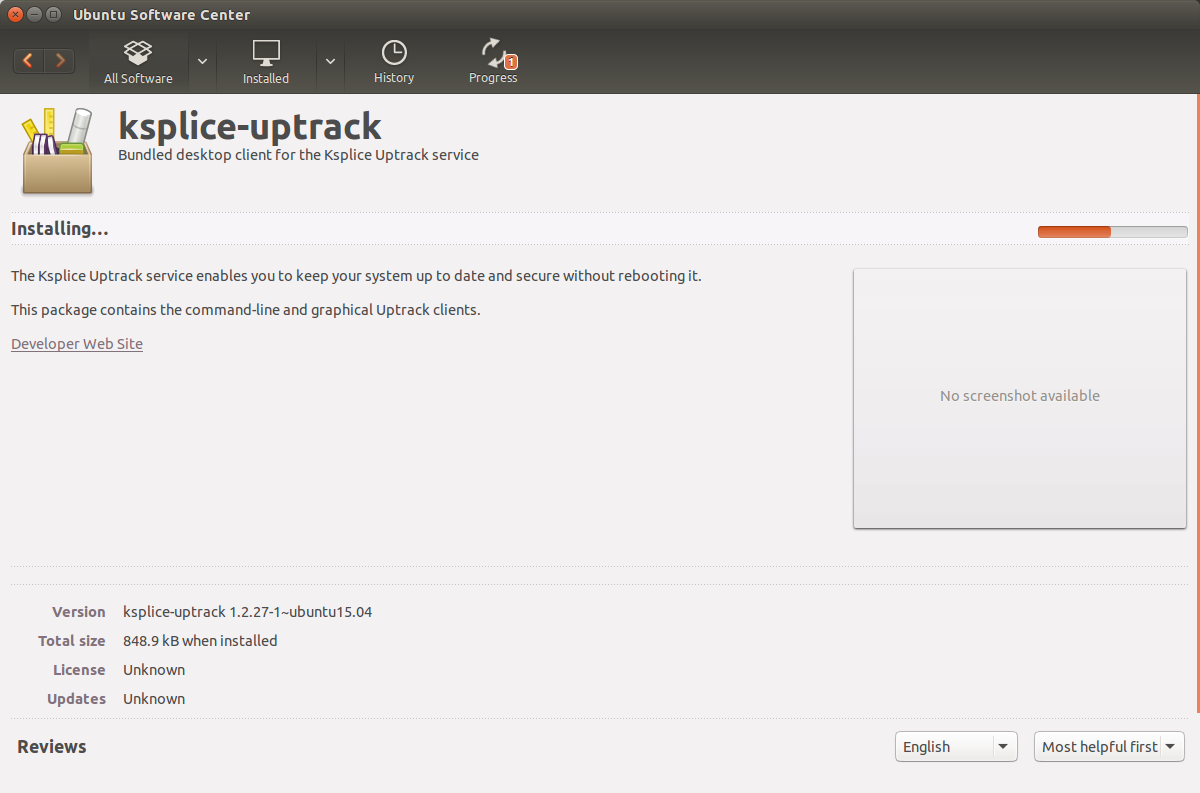 Ubuntu Software Center
All Software
Installed
History
Progress
1
ksplice-uptrack
Bundled desktop client for the Ksplice Uptrack service
Installing...
The Ksplice Uptrack service enables you to keep your system up to date and secure without rebooting it.
This package contains the command-line and graphical Uptrack clients.
Developer Web Site
No screenshot available
Version ksplice-uptrack 1.2.27-1~ubuntu15.04
Total size 848.9 kB when installed
License Unknown
Updates Unknown
Reviews
English
Most helpful first